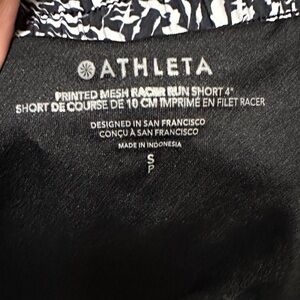 ATHLETA
PRINTED MESH RACER RUN SHORT 4"
SHORT DE COURSE DE 10 CM IMPRIMÉ EN FILET RACER
DESIGNED IN SAN FRANCISCO
CONÇU À SAN FRANCISCO
MADE IN INDONESIA
S
P